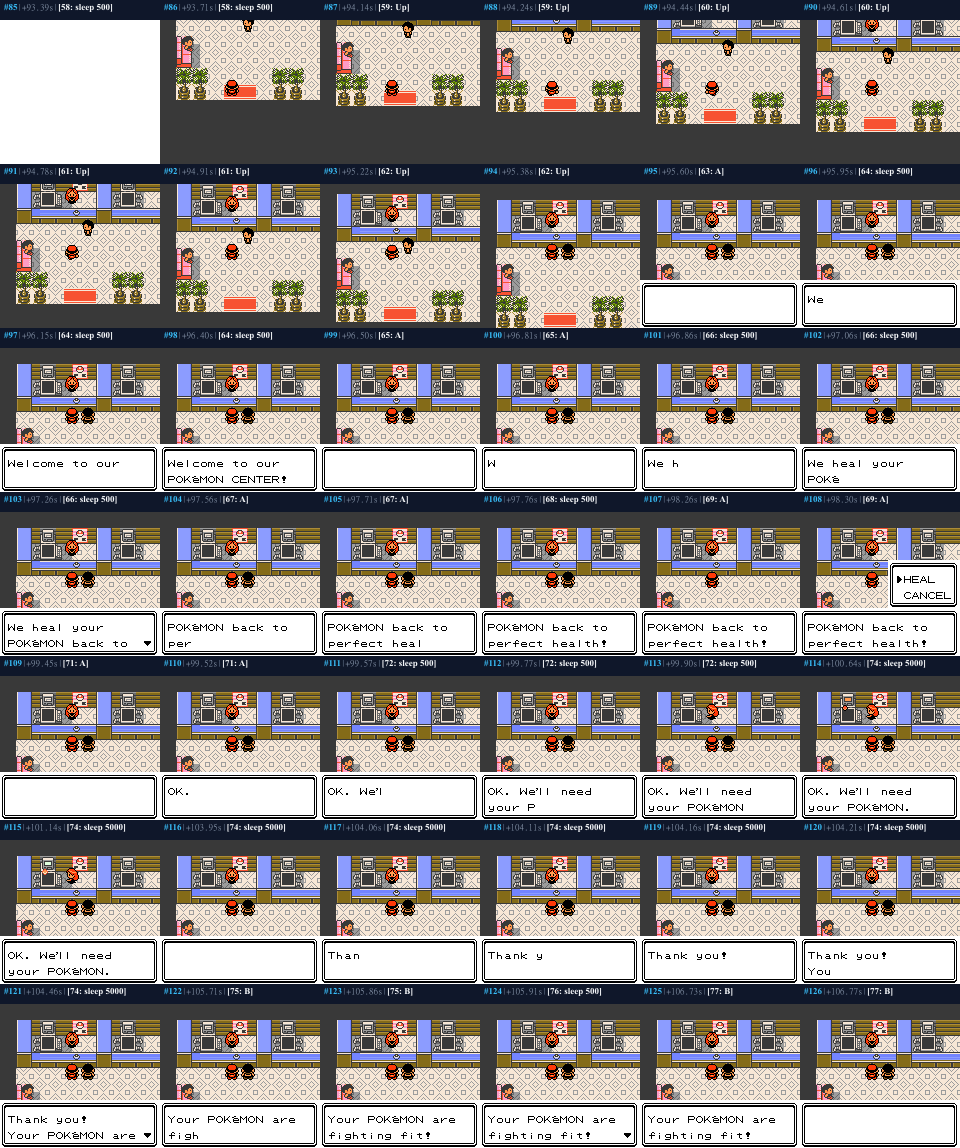 #85 +93.39s [58: sleep 500]
#86 +93.71s [58: sleep 500]
#87 +94.14s [59: Up]
#88 +94.24s [59: Up]
#89 +94.44s [60: Up]
#90 +94.61s [60: Up]
#91 +94.78s [61: Up]
#92 +94.91s [61: Up]
#93 +95.22s [62: Up]
#94 +95.38s [62: Up]
#95 +95.60s [63: A]
#96 +95.95s [64: sleep 500]
We
#97 +96.15s [64: sleep 500]
#98 +96.40s [64: sleep 500]
#99 +96.50s [65: A]
#100 +96.81s [65: A]
#101 +96.86s [66: sleep 500]
#102 +97.06s [66: sleep 500]
Welcome to our
Welcome to our
POKéMON CENTER!
W
We h
We heal your
POKé
#103 +97.26s [66: sleep 500]
#104 +97.56s [67: A]
#105 +97.71s [67: A]
#106 +97.76s [68: sleep 500]
#107 +98.26s [69: A]
#108 +98.30s [69: A]
HEAL
CANCEL
We heal your
POKéMON back to
POKéMON back to
per
POKéMON back to
perfect heal
POKéMON back to
perfect health!
POKéMON back to
perfect health!
POKéMON back to
perfect health!
#109 +99.45s [71: A]
#110 +99.52s [71: A]
#111 +99.57s [72: sleep 500]
#112 +99.77s [72: sleep 500]
#113 +99.90s [72: sleep 500]
#114 +100.64s [74: sleep 5000]
OK.
OK. We'l
OK. We'll need
your P
OK. We'll need
your POKéMON
OK. We'll need
your POKéMON.
#115 +101.14s [74: sleep 5000]
#116 +103.95s [74: sleep 5000]
#117 +104.06s [74: sleep 5000]
#118 +104.11s [74: sleep 5000]
#119 +104.16s [74: sleep 5000]
#120 +104.21s [74: sleep 5000]
OK. We'll need
your POKéMON.
Than
Thank y
Thank you!
Thank you!
You
#121 +104.46s [74: sleep 5000]
#122 +105.71s [75: B]
#123 +105.86s [75: B]
#124 +105.91s [76: sleep 500]
#125 +106.73s [77: B]
#126 +106.77s [77: B]
Thank you!
Your POKéMON are
Your POKéMON are
figh
Your POKéMON are
fighting fit!
Your POKéMON are
fighting fit!
Your POKéMON are
fighting fit!